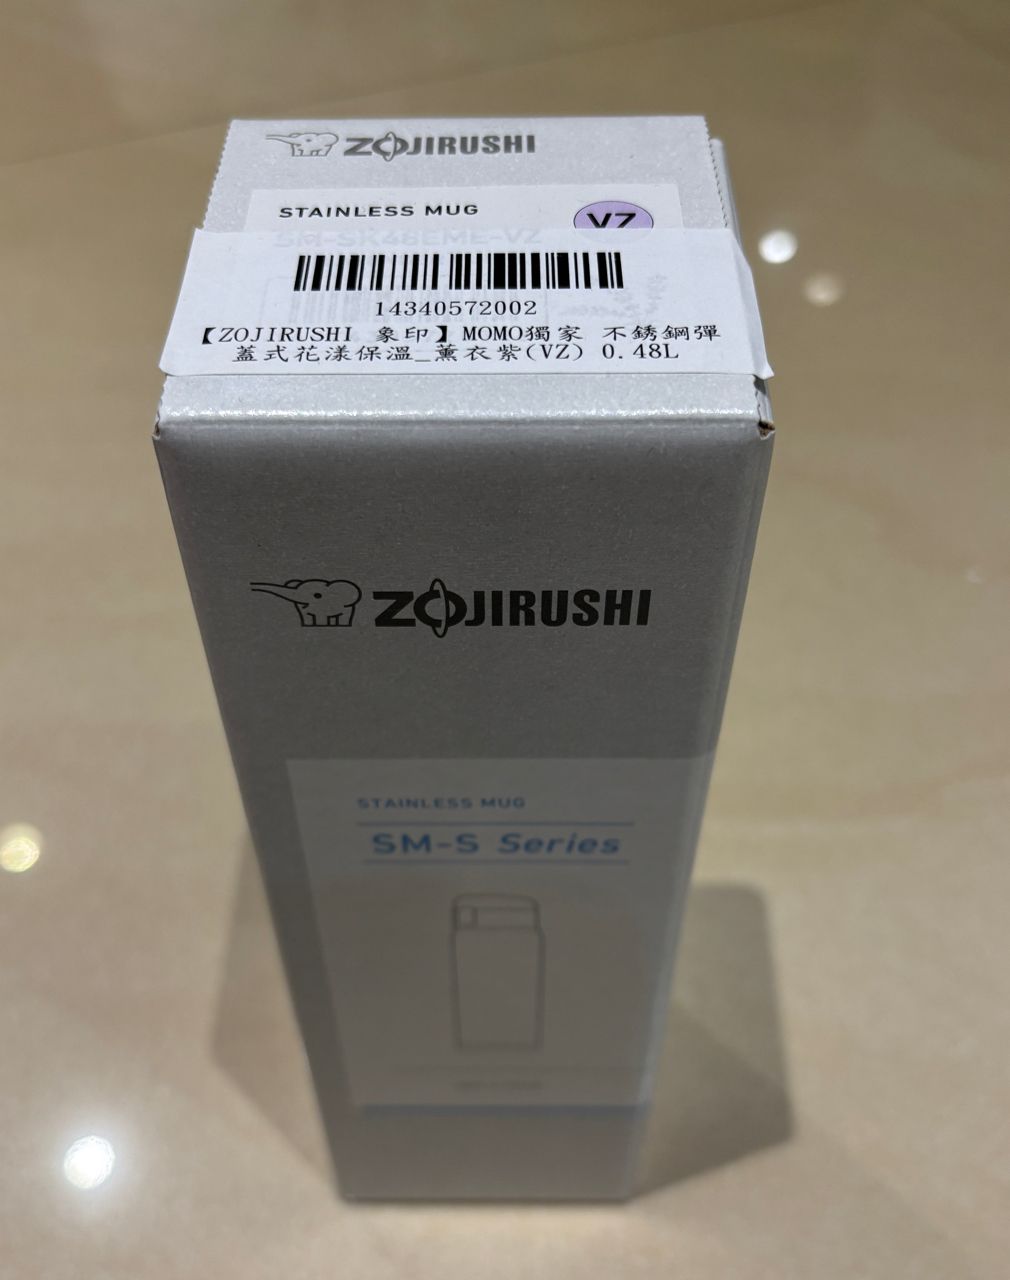 ZOJIRUSHI
STAINLESS MUG
VZ
14340572002
【ZOJIRUSHI 象印】MOMO獨家 不銹鋼彈
蓋式花漾保溫_薰衣紫(VZ) 0.48L
ZOJIRUSHI
STAINLESS MUG
SM-S Series